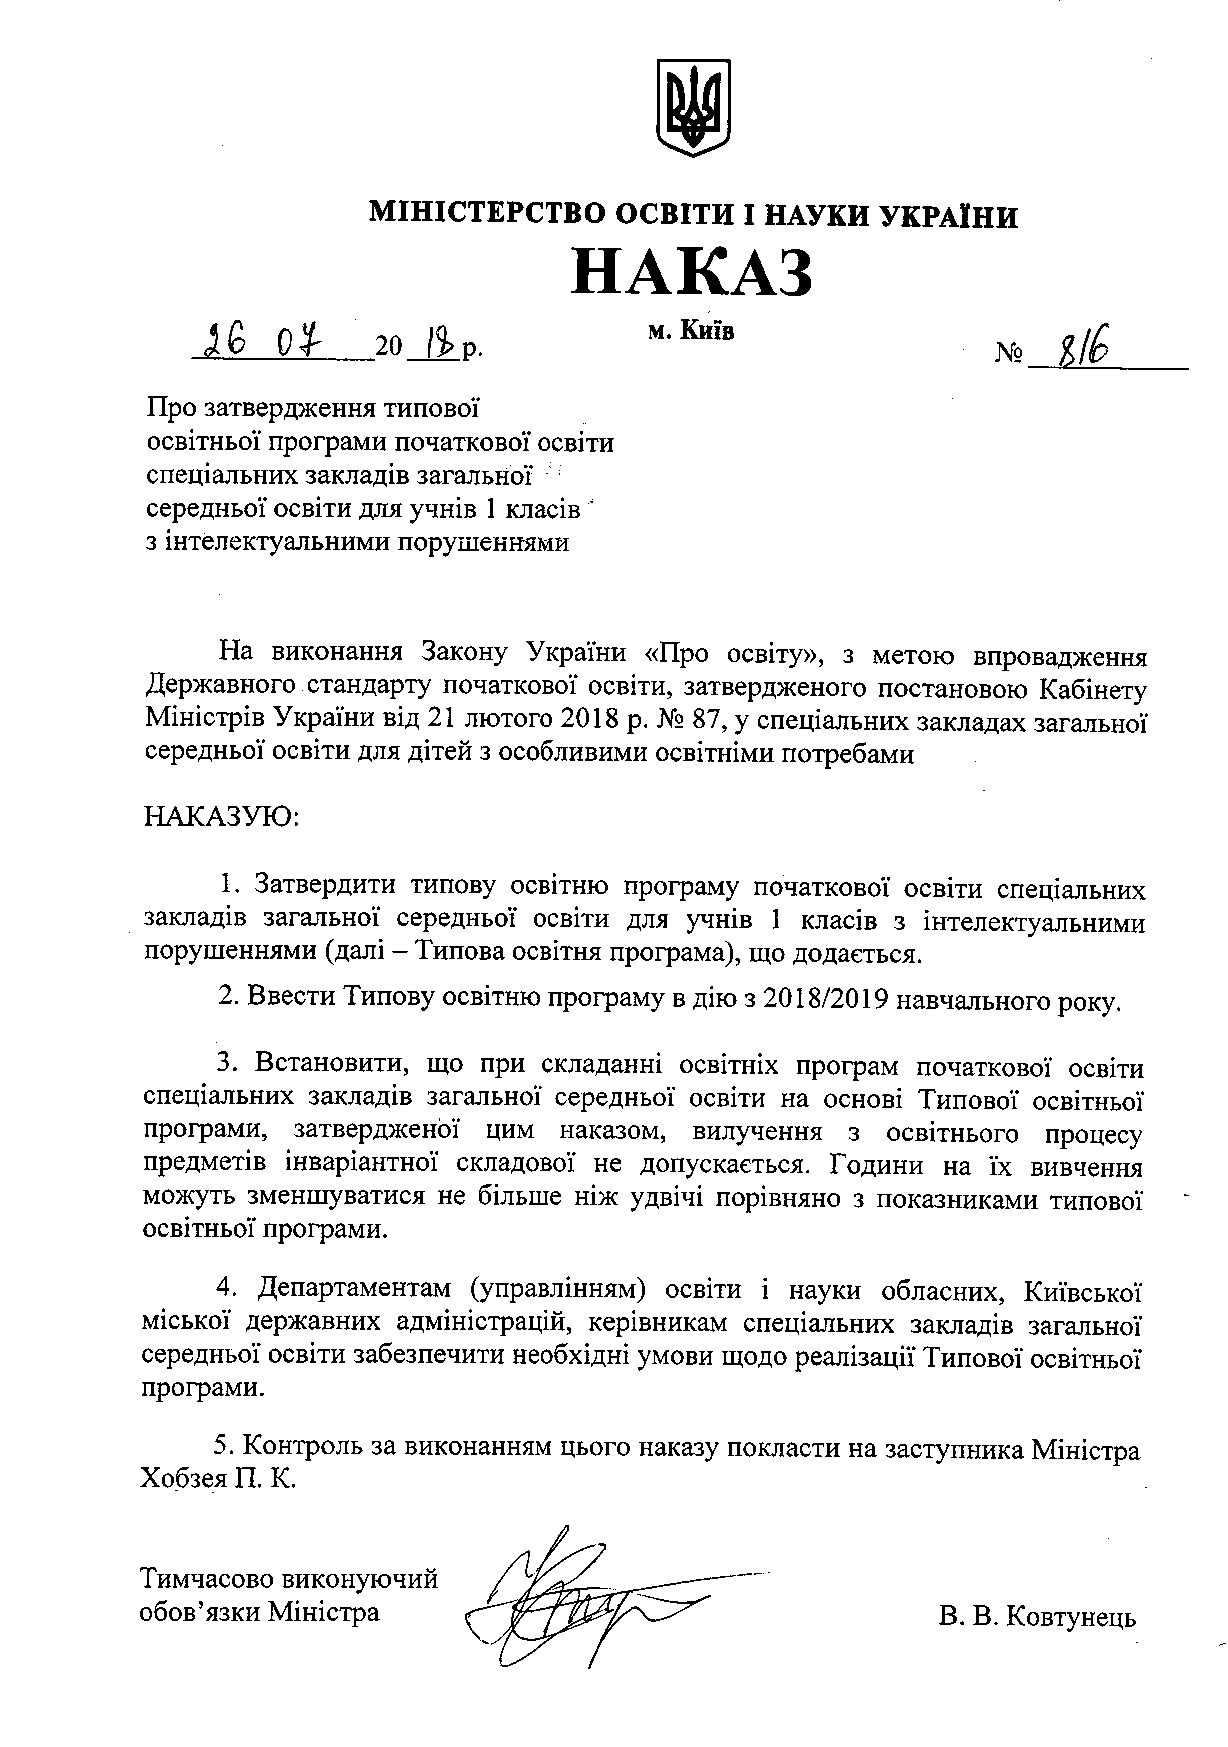 МІНІСТЕРСТВО ОСВІТИ І НАУКИ УКРАЇНИ
НАКАЗ
м. Київ
26 07 2018 р.
№ 816
Про затвердження типової
освітньої програми початкової освіти
спеціальних закладів загальної
середньої освіти для учнів 1 класів
з інтелектуальними порушеннями
На виконання Закону України «Про освіту», з метою впровадження
Державного стандарту початкової освіти, затвердженого постановою Кабінету
Міністрів України від 21 лютого 2018 р. № 87, у спеціальних закладах загальної
середньої освіти для дітей з особливими освітніми потребами
НАКАЗУЮ:
1. Затвердити типову освітню програму початкової освіти спеціальних
закладів загальної середньої освіти для учнів 1 класів з інтелектуальними
порушеннями (далі – Типова освітня програма), що додається.
2. Ввести Типову освітню програму в дію з 2018/2019 навчального року.
3. Встановити, що при складанні освітніх програм початкової освіти
спеціальних закладів загальної середньої освіти на основі Типової освітньої
програми, затвердженої цим наказом, вилучення з освітнього процесу
предметів інваріантної складової не допускається. Години на їх вивчення
можуть зменшуватися не більше ніж удвічі порівняно з показниками типової
освітньої програми.
4. Департаментам (управлінням) освіти і науки обласних, Київської
міської державних адміністрацій, керівникам спеціальних закладів загальної
середньої освіти забезпечити необхідні умови щодо реалізації Типової освітньої
програми.
5. Контроль за виконанням цього наказу покласти на заступника Міністра
Хобзея П. К.
Тимчасово виконуючий
обов’язки Міністра
В. В. Ковтунець